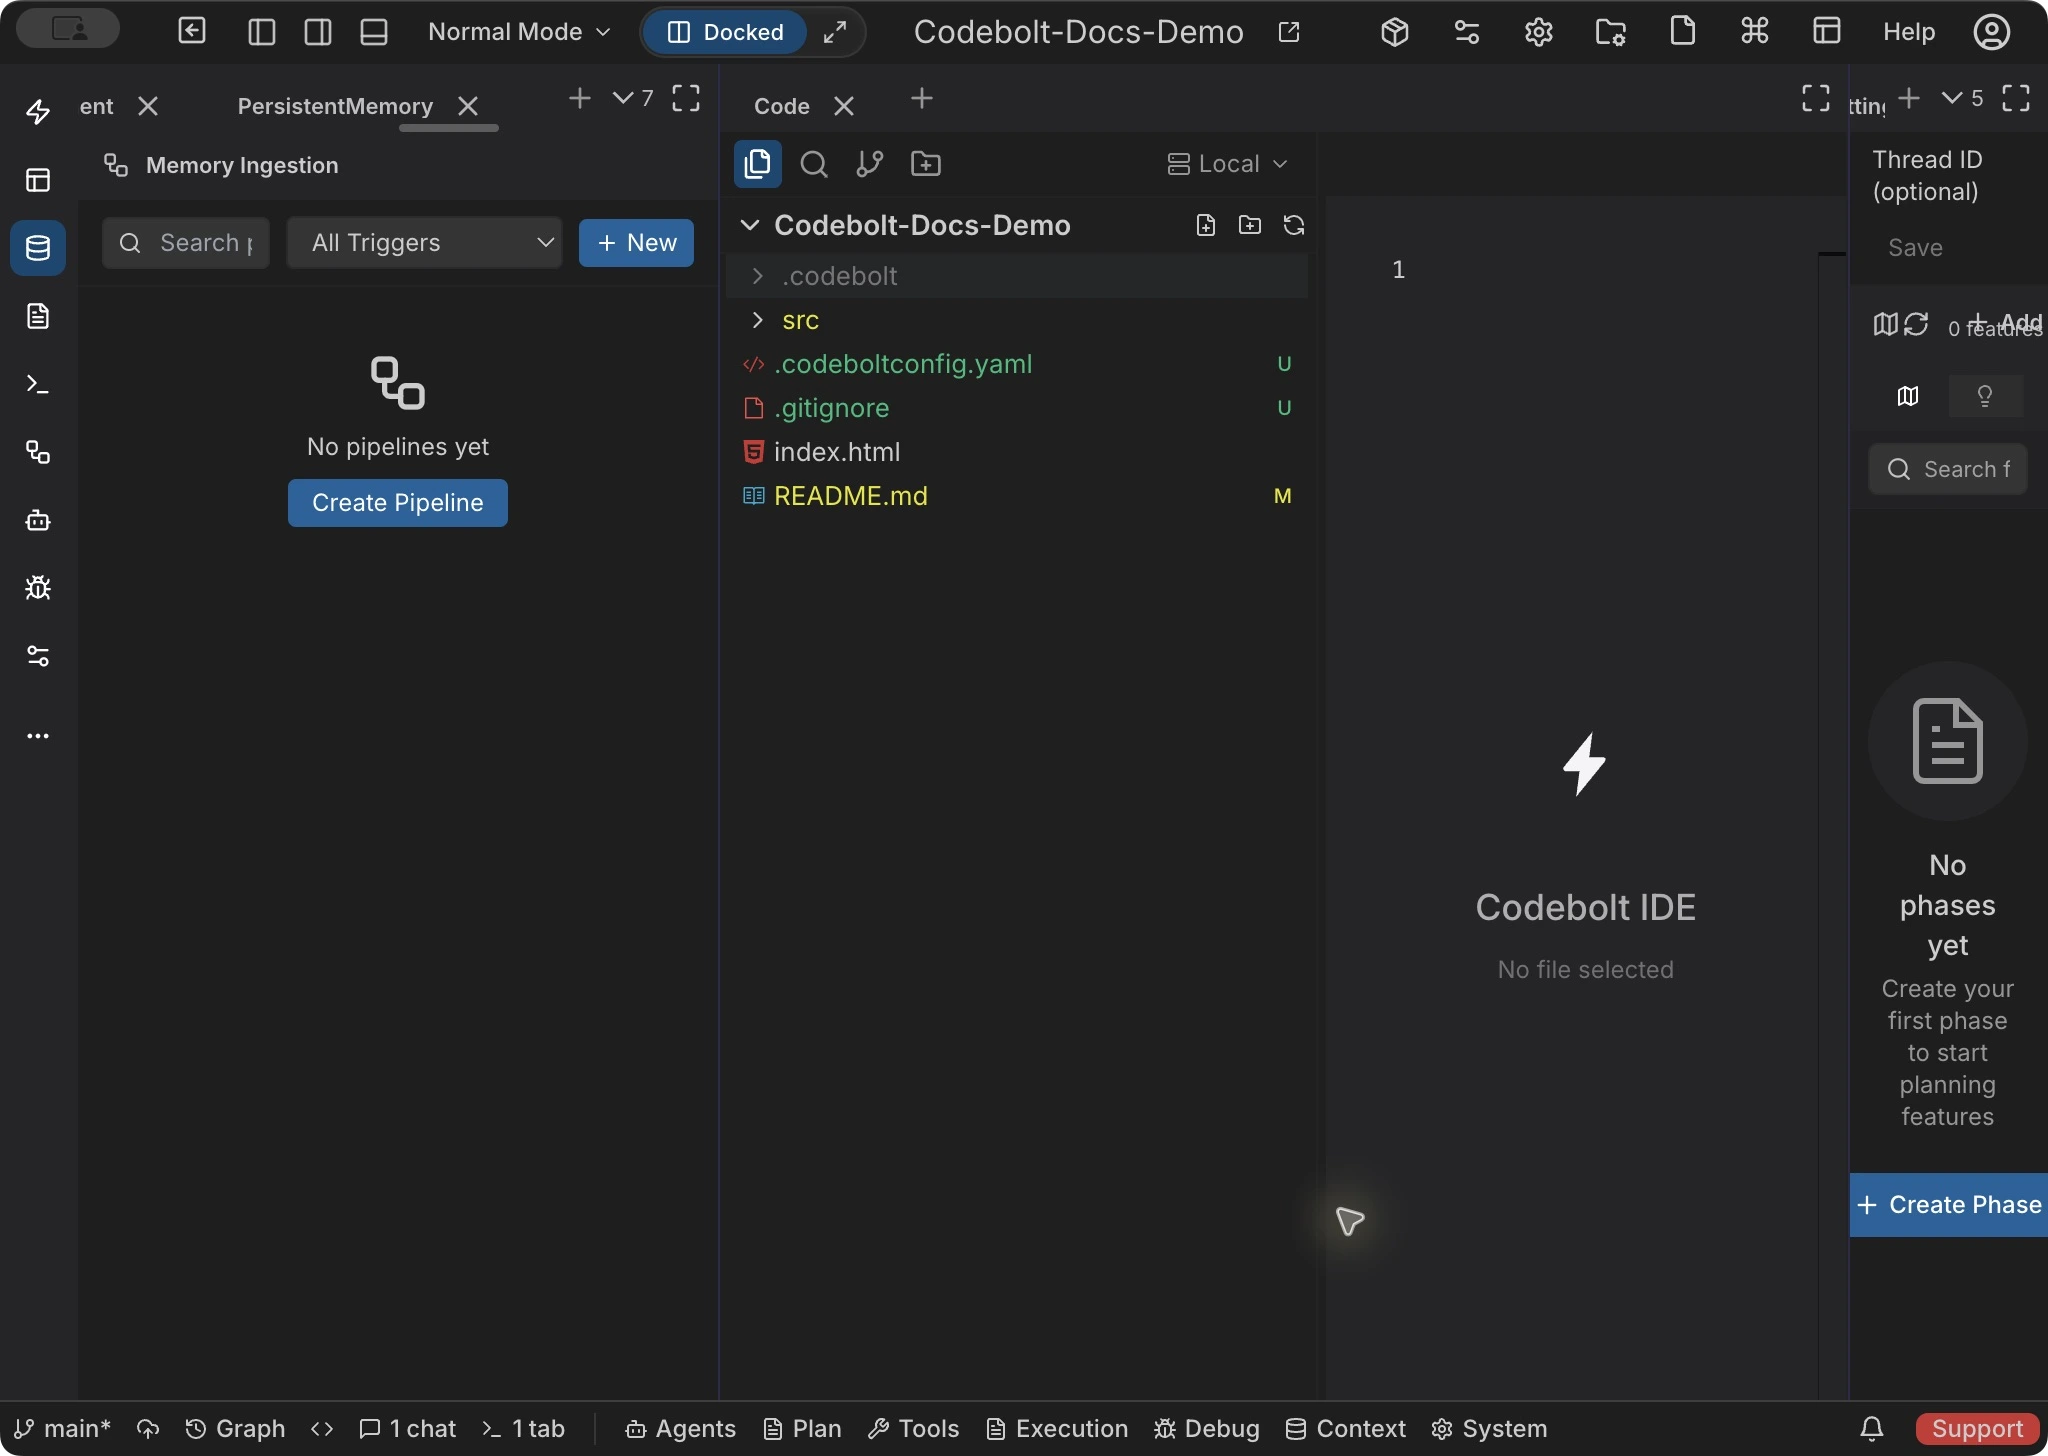 Normal Mode
Docked
Codebolt-Docs-Demo
Help
ent
PersistentMemory
7
Code
5
Memory Ingestion
All Triggers
+ New
No pipelines yet
Create Pipeline
Local
Codebolt-Docs-Demo
.codebolt
src
.codeboltconfig.yaml U
.gitignore U
index.html
README.md M
1
Codebolt IDE
No file selected
Thread ID
(optional)
Save
0 features
+ Add
Search f
No
phases
yet
Create your
first phase
to start
planning
features
+ Create Phase
main*
Graph
1 chat
1 tab
Agents
Plan
Tools
Execution
Debug
Context
System
Support